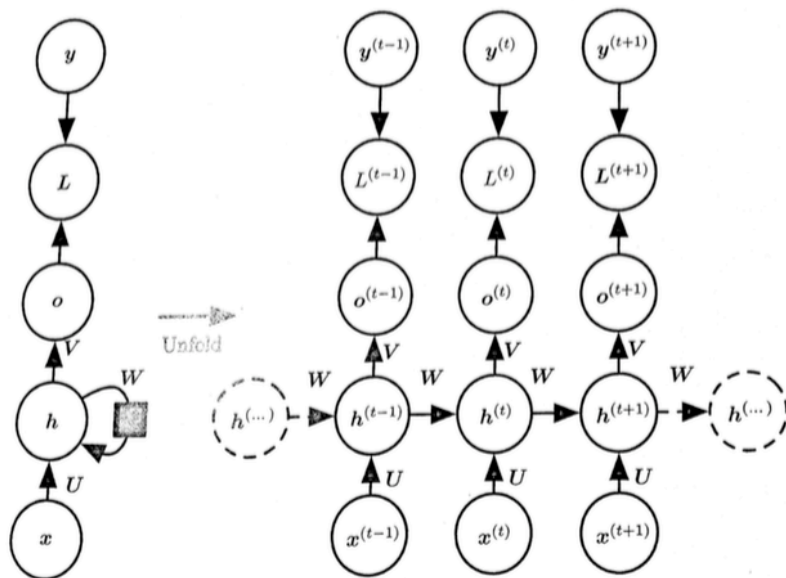 y y^{(t-1)} y^{(t)} y^{(t+1)}
L L^{(t-1)} L^{(t)} L^{(t+1)}
o o^{(t-1)} o^{(t)} o^{(t+1)}
Unfold
V V V V
W W W W W
h h^{(...)} h^{(t-1)} h^{(t)} h^{(t+1)} h^{(...)}
U U U U
x x^{(t-1)} x^{(t)} x^{(t+1)}